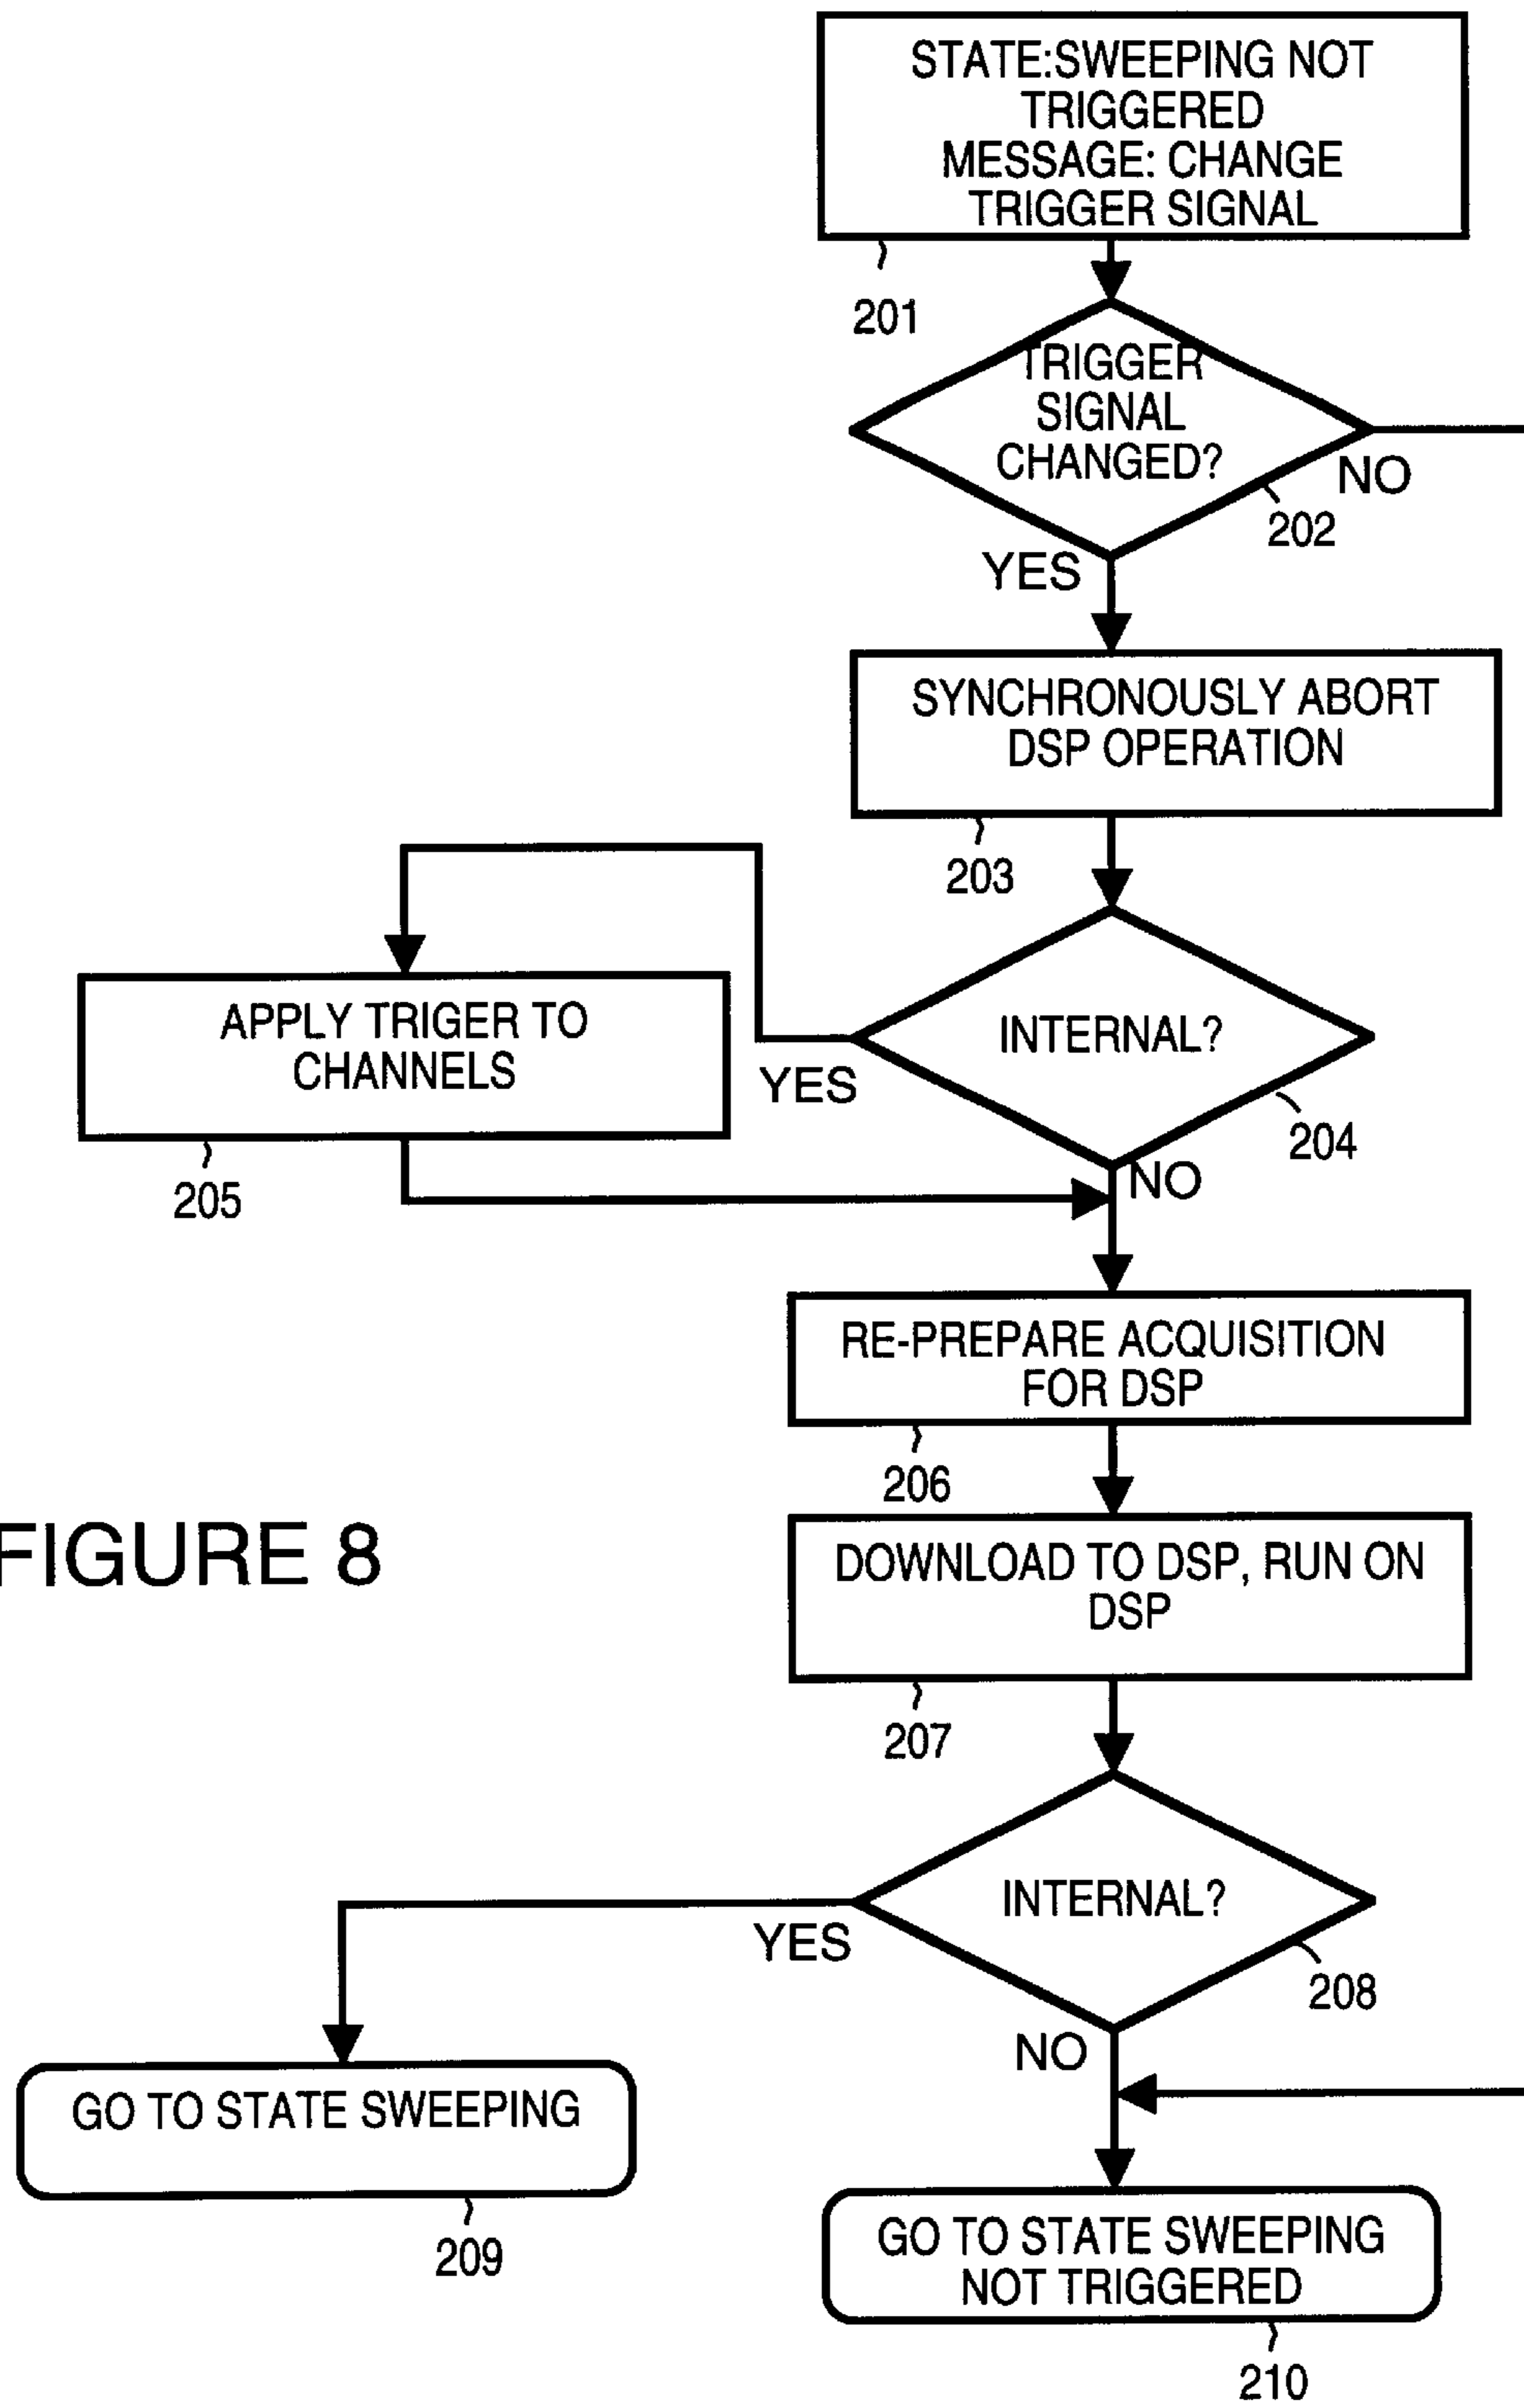 STATE:SWEEPING NOT
TRIGGERED
MESSAGE: CHANGE
TRIGGER SIGNAL
201
TRIGGER
SIGNAL
CHANGED?
NO
202
YES
SYNCHRONOUSLY ABORT
DSP OPERATION
203
INTERNAL?
YES
204
NO
APPLY TRIGER TO
CHANNELS
205
RE-PREPARE ACQUISITION
FOR DSP
206
FIGURE 8
DOWNLOAD TO DSP, RUN ON
DSP
207
INTERNAL?
YES
208
NO
GO TO STATE SWEEPING
209
GO TO STATE SWEEPING
NOT TRIGGERED
210